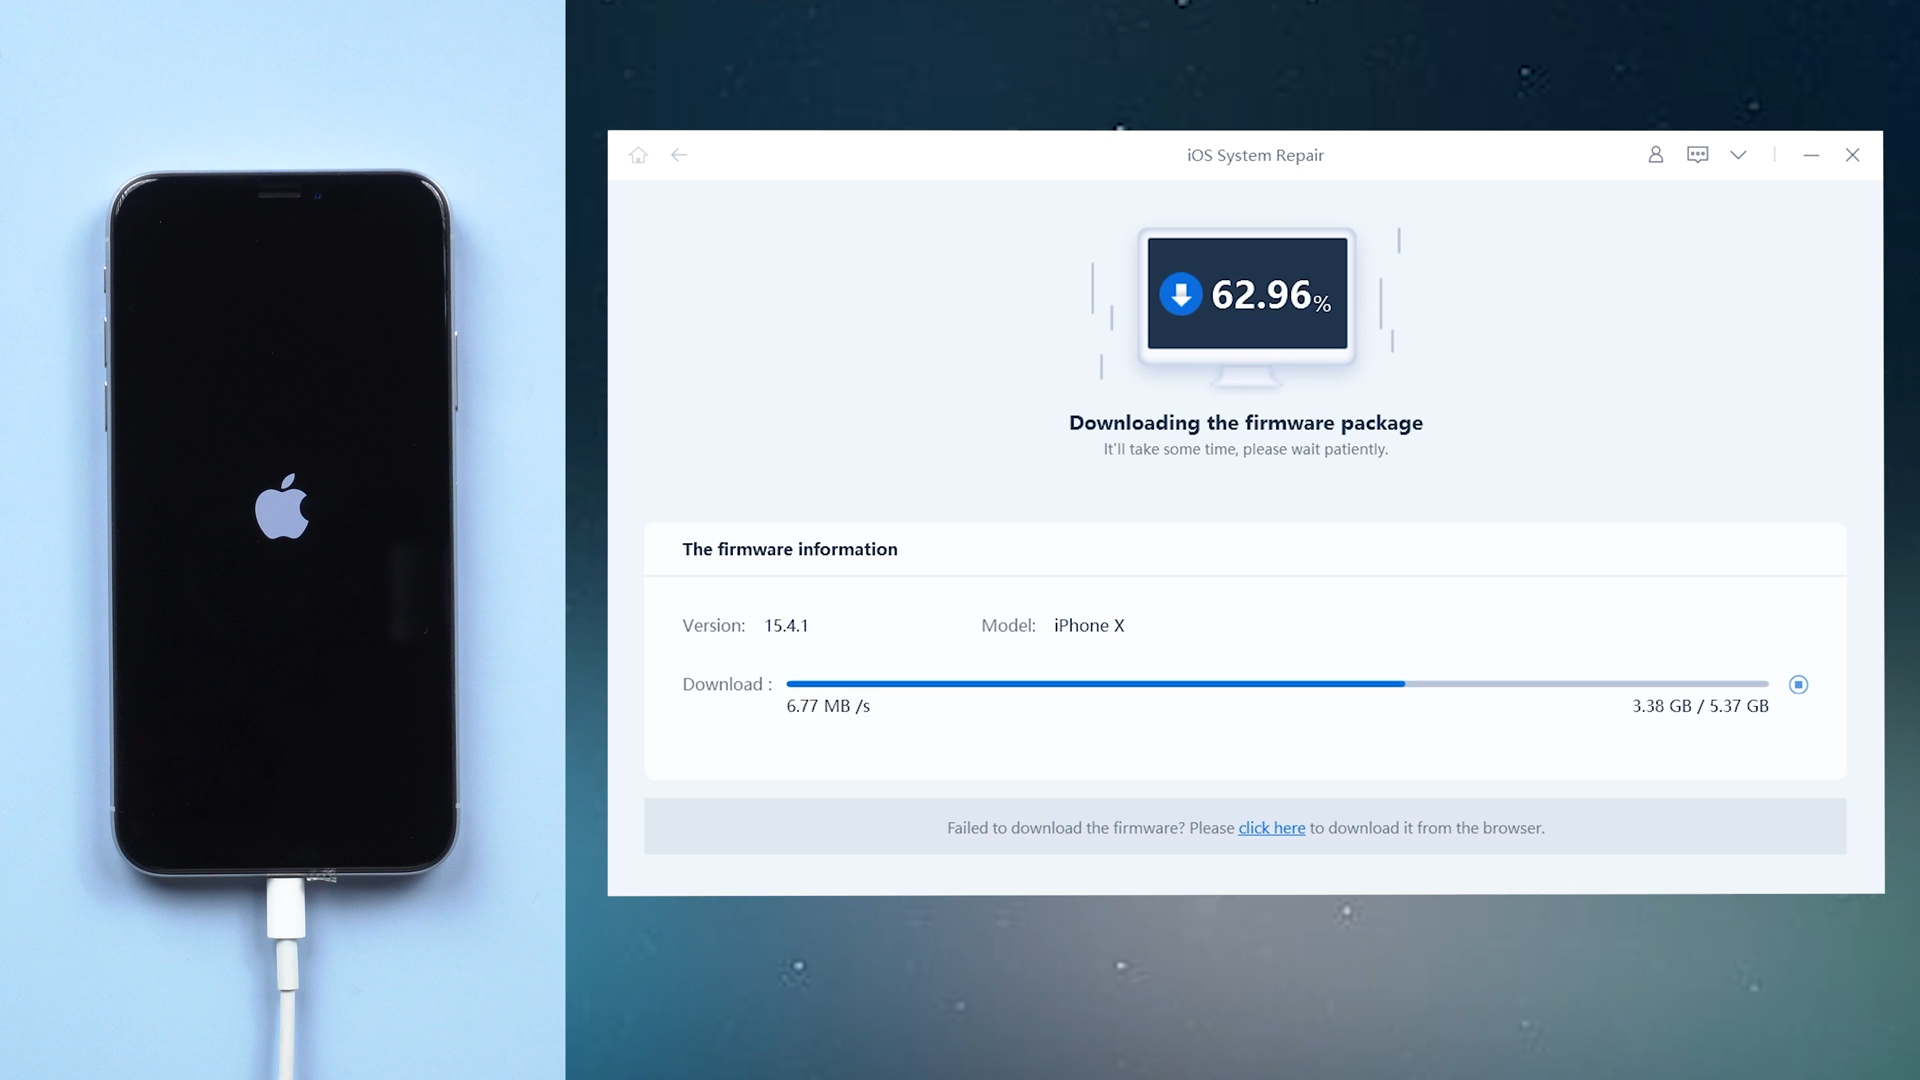 iOS System Repair
62.96%
Downloading the firmware package
It'll take some time, please wait patiently.
The firmware information
Version: 15.4.1 Model: iPhone X
Download :
6.77 MB /s 3.38 GB / 5.37 GB
Failed to download the firmware? Please click here to download it from the browser.